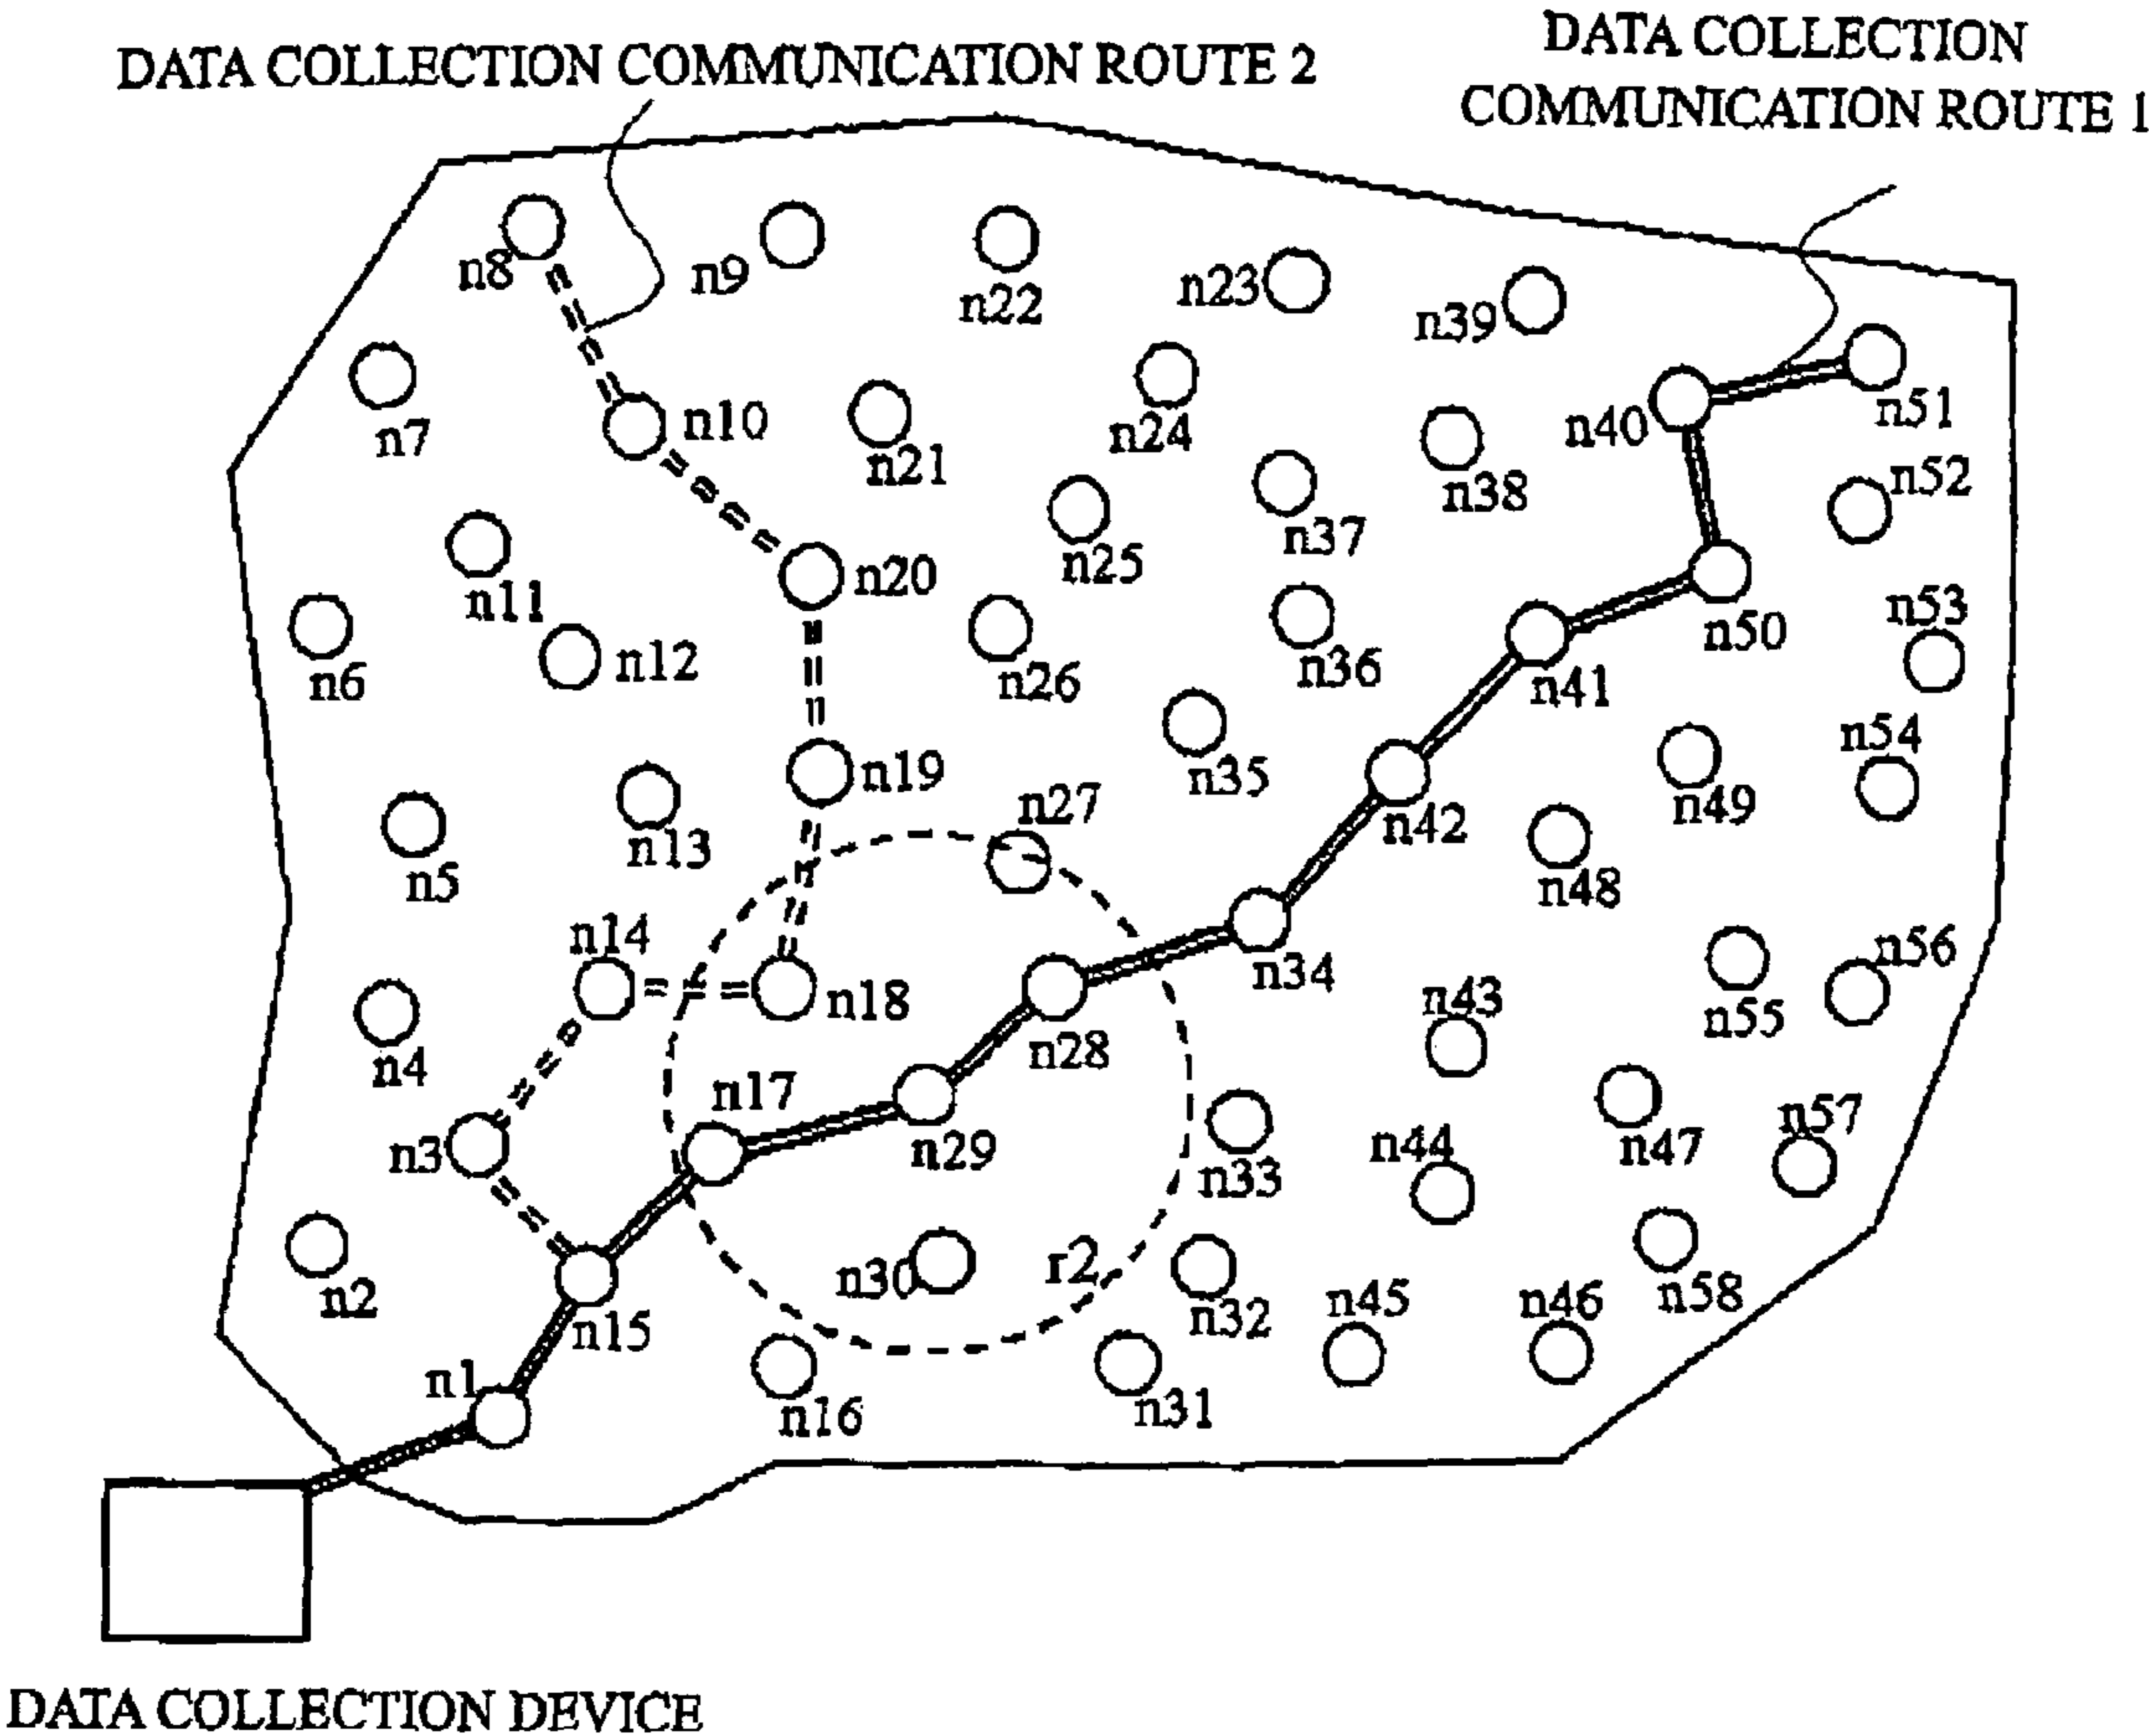 DATA COLLECTION COMMUNICATION ROUTE 2
DATA COLLECTION
COMMUNICATION ROUTE 1
n8
n9
n22
n23
n39
n7
n10
n21
n24
n40
n51
n38
n52
n37
n25
n11
n20
n12
n6
n26
n36
n41
n50
n53
n54
n19
n35
n27
n13
n5
n42
n49
n48
n14
n18
n34
n56
n55
n43
n4
n28
n17
n3
n29
n33
n44
n47
n57
n2
n30
r2
n32
n45
n46
n58
n15
n1
n16
n31
DATA COLLECTION DEVICE